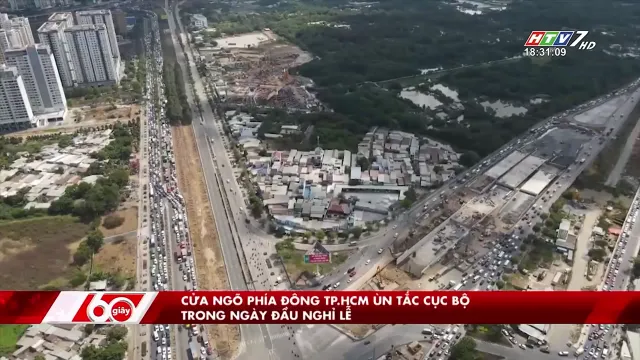 HTV7 HD
18:31:09
60 giây
CỬA NGÕ PHÍA ĐÔNG TP.HCM ÙN TẮC CỤC BỘ
TRONG NGÀY ĐẦU NGHỈ LỄ